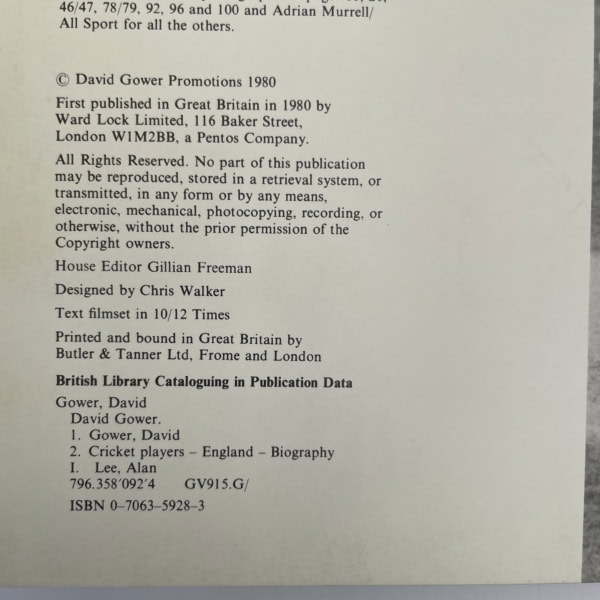 46/47, 78/79, 92, 96 and 100 and Adrian Murrell/
All Sport for all the others.
© David Gower Promotions 1980
First published in Great Britain in 1980 by
Ward Lock Limited, 116 Baker Street,
London W1M2BB, a Pentos Company.
All Rights Reserved. No part of this publication
may be reproduced, stored in a retrieval system, or
transmitted, in any form or by any means,
electronic, mechanical, photocopying, recording, or
otherwise, without the prior permission of the
Copyright owners.
House Editor Gillian Freeman
Designed by Chris Walker
Text filmset in 10/12 Times
Printed and bound in Great Britain by
Butler & Tanner Ltd, Frome and London
British Library Cataloguing in Publication Data
Gower, David
David Gower.
1. Gower, David
2. Cricket players – England – Biography
I. Lee, Alan
796.358'092'4 GV915.G/
ISBN 0–7063–5928–3